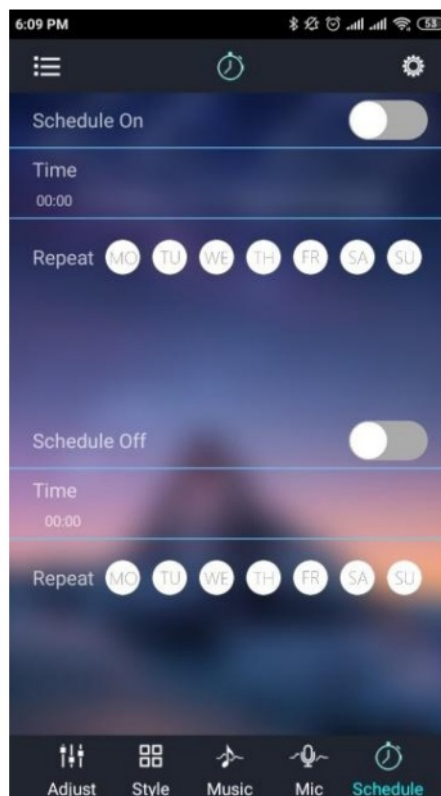 6:09 PM 53
Schedule On
Time
00:00
Repeat MO TU WE TH FR SA SU
Schedule Off
Time
00:00
Repeat MO TU WE TH FR SA SU
Adjust Style Music Mic Schedule